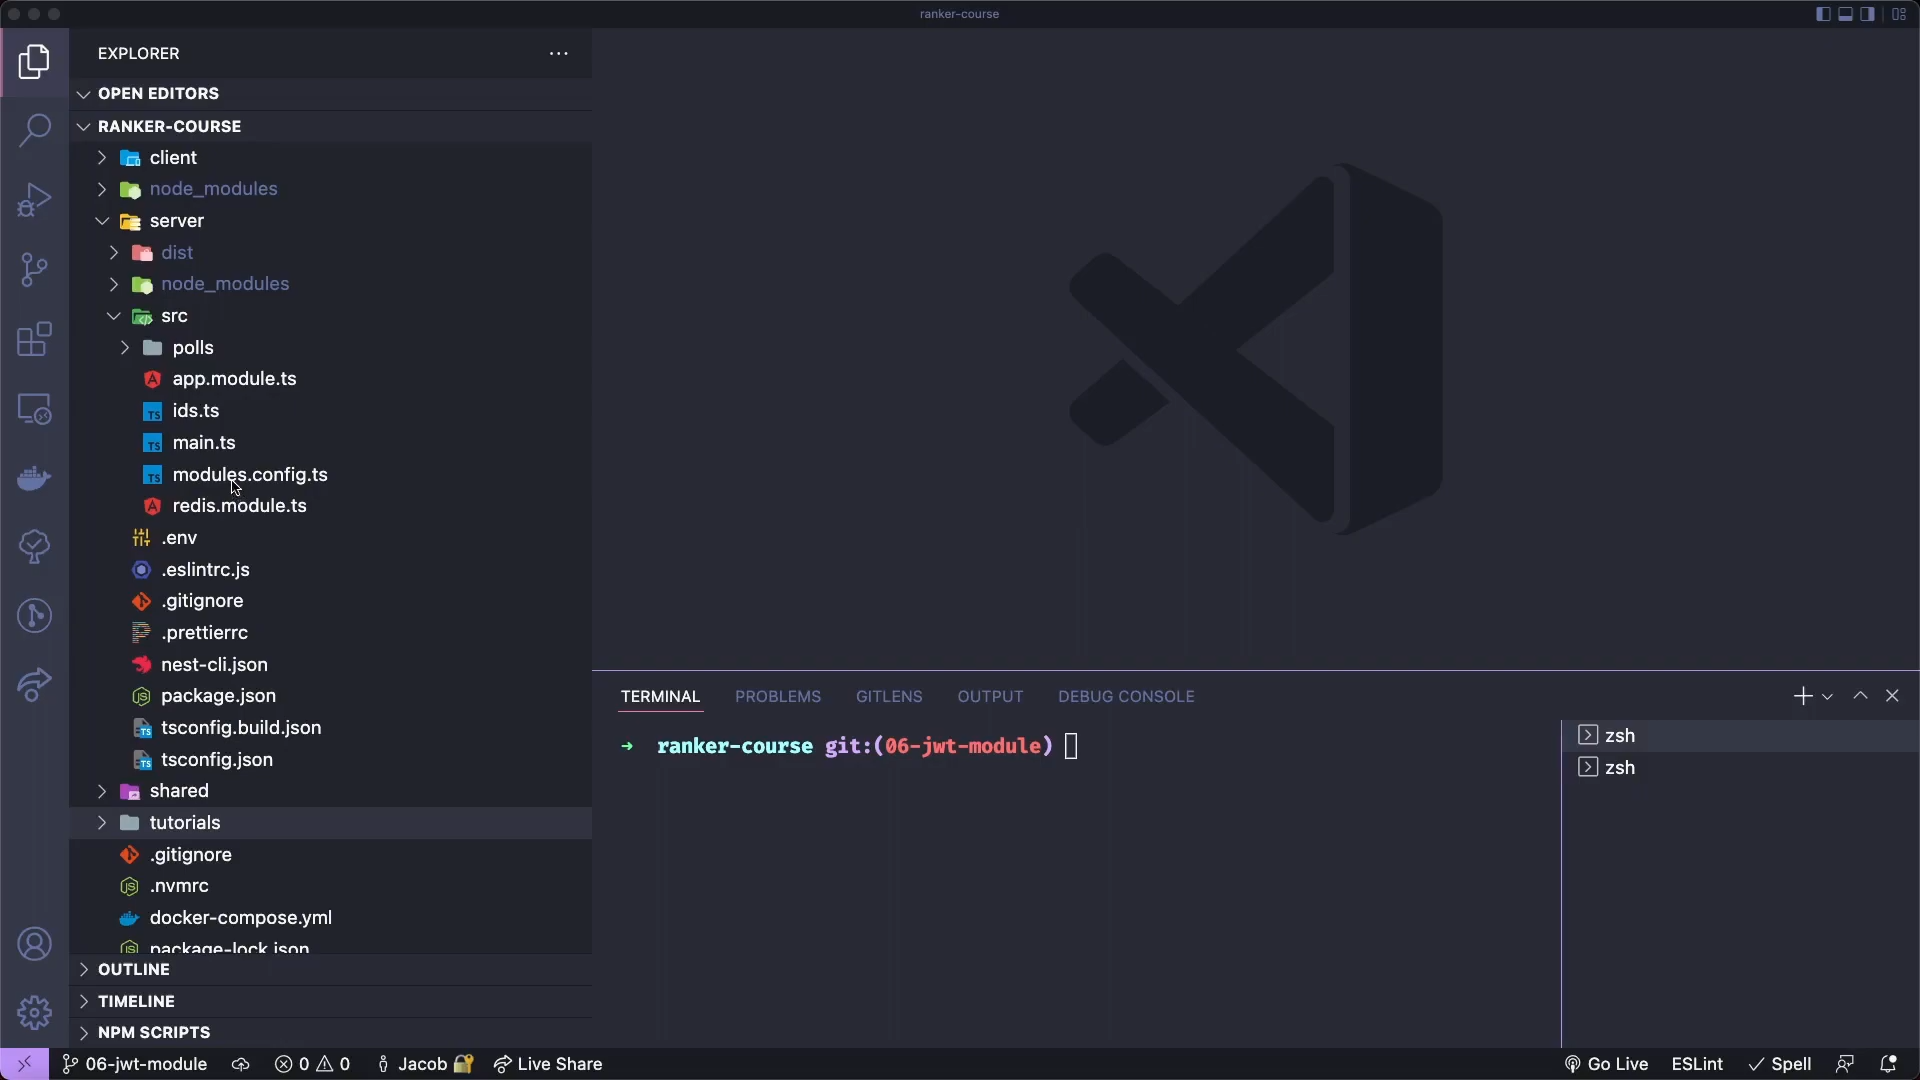 ranker-course
EXPLORER
OPEN EDITORS
RANKER-COURSE
client
node_modules
server
dist
node_modules
src
polls
app.module.ts
ids.ts
main.ts
modules.config.ts
redis.module.ts
.env
.eslintrc.js
.gitignore
.prettierrc
nest-cli.json
package.json
tsconfig.build.json
tsconfig.json
shared
tutorials
.gitignore
.nvmrc
docker-compose.yml
package-lock.json
OUTLINE
TIMELINE
NPM SCRIPTS
TERMINAL PROBLEMS GITLENS OUTPUT DEBUG CONSOLE
→ ranker-course git:(06-jwt-module)
zsh
zsh
06-jwt-module 0 0 Jacob Live Share Go Live ESLint Spell